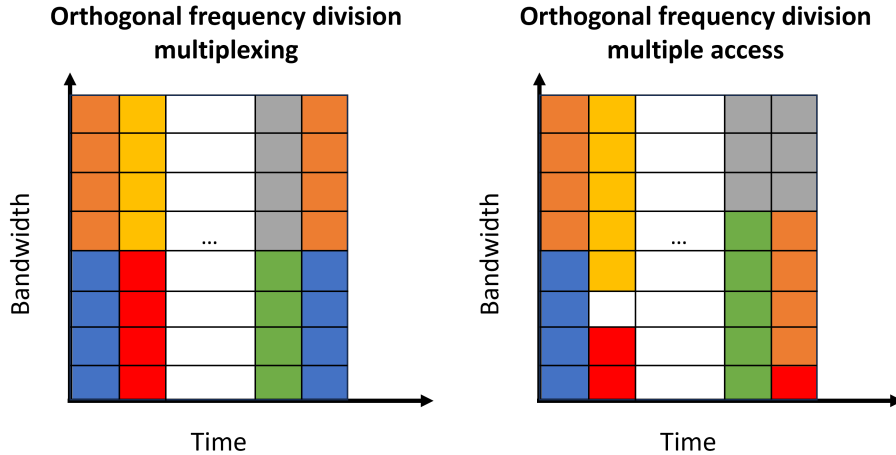 Orthogonal frequency division
multiplexing
Bandwidth
...
Time
Orthogonal frequency division
multiple access
Bandwidth
...
Time